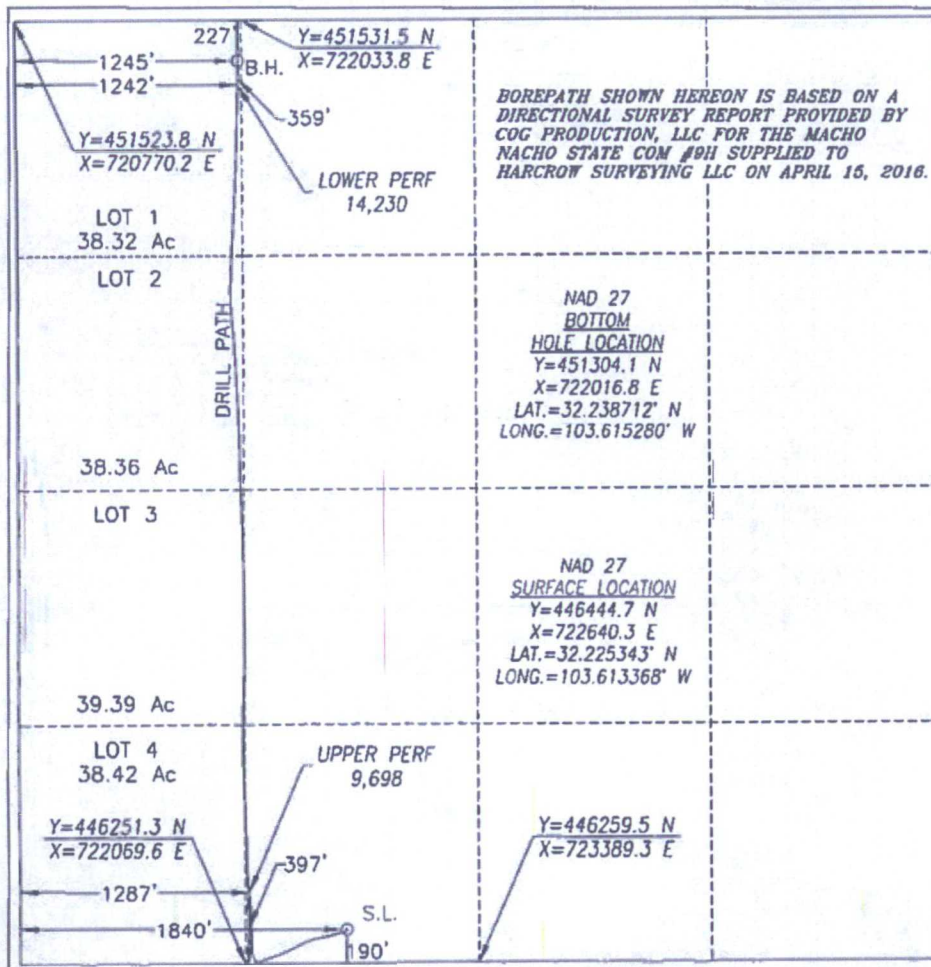 227
Y=451531.5 N
X=722033.8 E
1245'
B.H.
1242'
359'
Y=451523.8 N
X=720770.2 E
LOWER PERF
14,230
BOREPATH SHOWN HEREON IS BASED ON A
DIRECTIONAL SURVEY REPORT PROVIDED BY
COG PRODUCTION, LLC FOR THE MACHO
NACHO STATE COM #9H SUPPLIED TO
HARCROW SURVEYING LLC ON APRIL 15, 2016.
LOT 1
38.32 Ac
LOT 2
DRILL PATH
NAD 27
BOTTOM
HOLE LOCATION
Y=451304.1 N
X=722016.8 E
LAT.=32.238712° N
LONG.=103.615280° W
38.36 Ac
LOT 3
NAD 27
SURFACE LOCATION
Y=446444.7 N
X=722640.3 E
LAT.=32.225343° N
LONG.=103.613368° W
39.39 Ac
LOT 4
38.42 Ac
UPPER PERF
9,698
Y=446251.3 N
X=722069.6 E
397'
Y=446259.5 N
X=723389.3 E
1287'
S.L.
1840'
190'